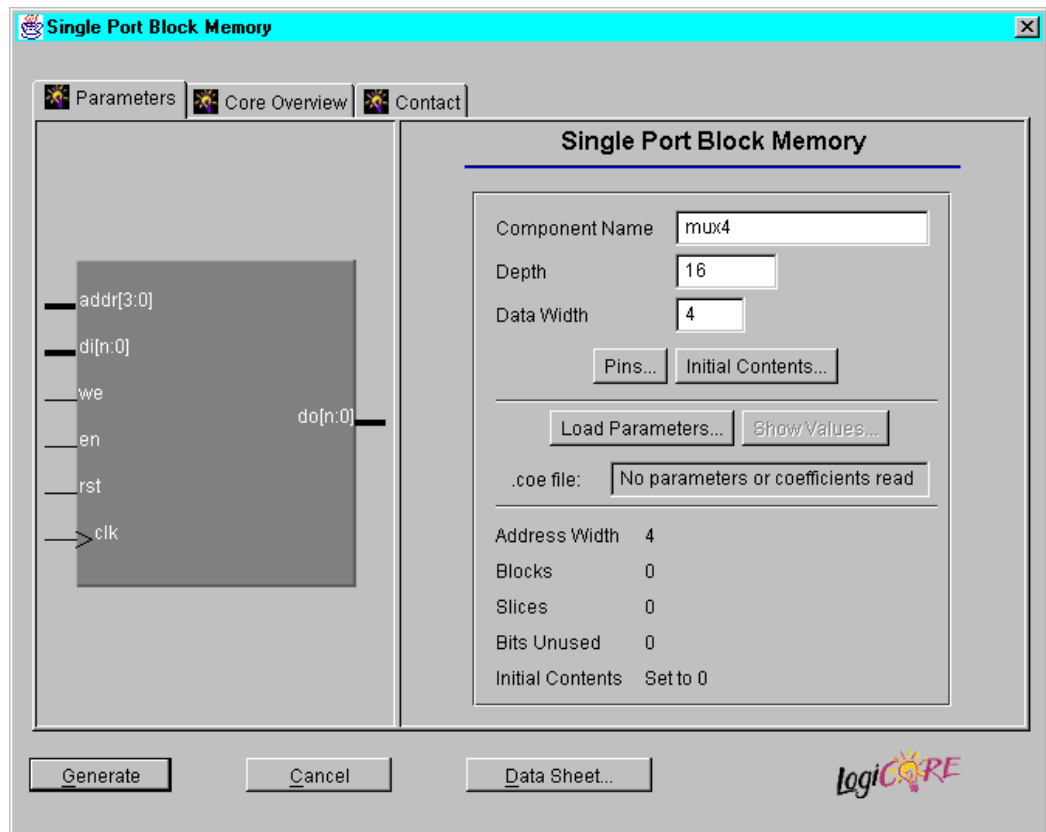 Single Port Block Memory
Parameters Core Overview Contact
addr[3:0]
di[n:0]
we
en
rst
clk
do[n:0]
Single Port Block Memory
Component Name mux4
Depth 16
Data Width 4
Pins... Initial Contents...
Load Parameters... Show Values...
.coe file: No parameters or coefficients read
Address Width 4
Blocks 0
Slices 0
Bits Unused 0
Initial Contents Set to 0
Generate Cancel Data Sheet... LogiCORE